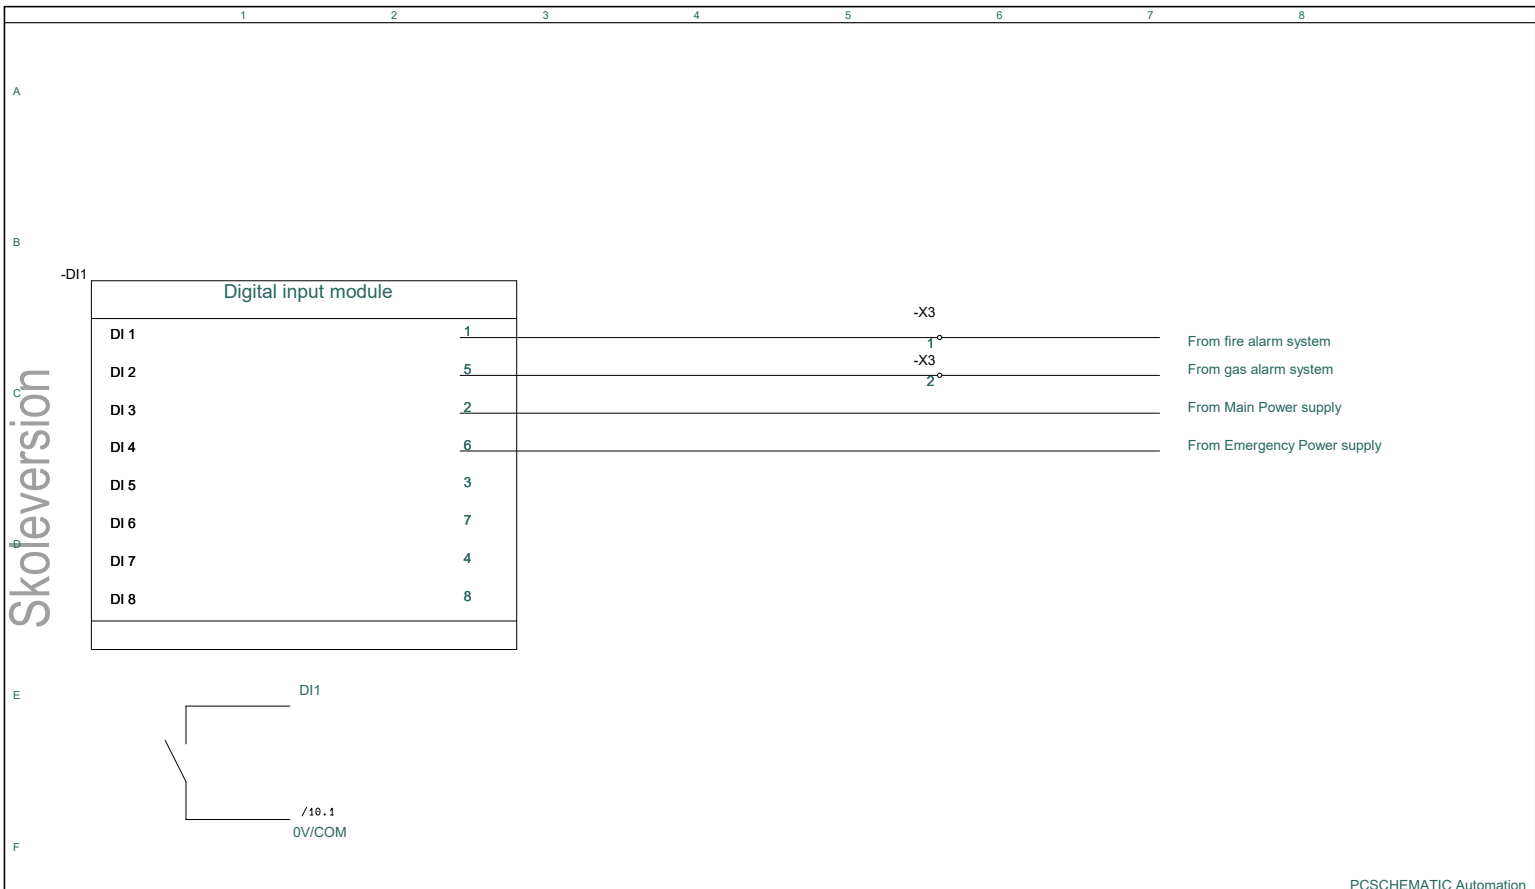 1 2 3 4 5 6 7 8
A
B
-DI1
Digital input module
-X3
DI 1 1 1 From fire alarm system
-X3
DI 2 5 2 From gas alarm system
C
DI 3 2 From Main Power supply
DI 4 6 From Emergency Power supply
DI 5 3
DI 6 7
D
DI 7 4
DI 8 8
Skoleversion
E
DI1
/10.1
0V/COM
F
PCSCHEMATIC Automation